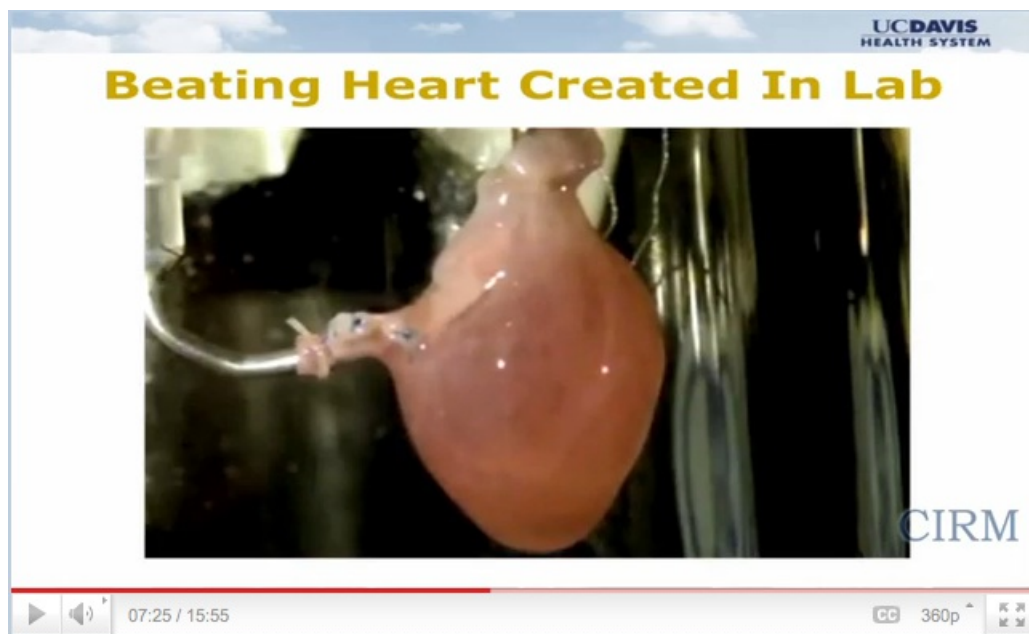 UCDAVIS
HEALTH SYSTEM
Beating Heart Created In Lab
CIRM
07:25 / 15:55
CC
360p